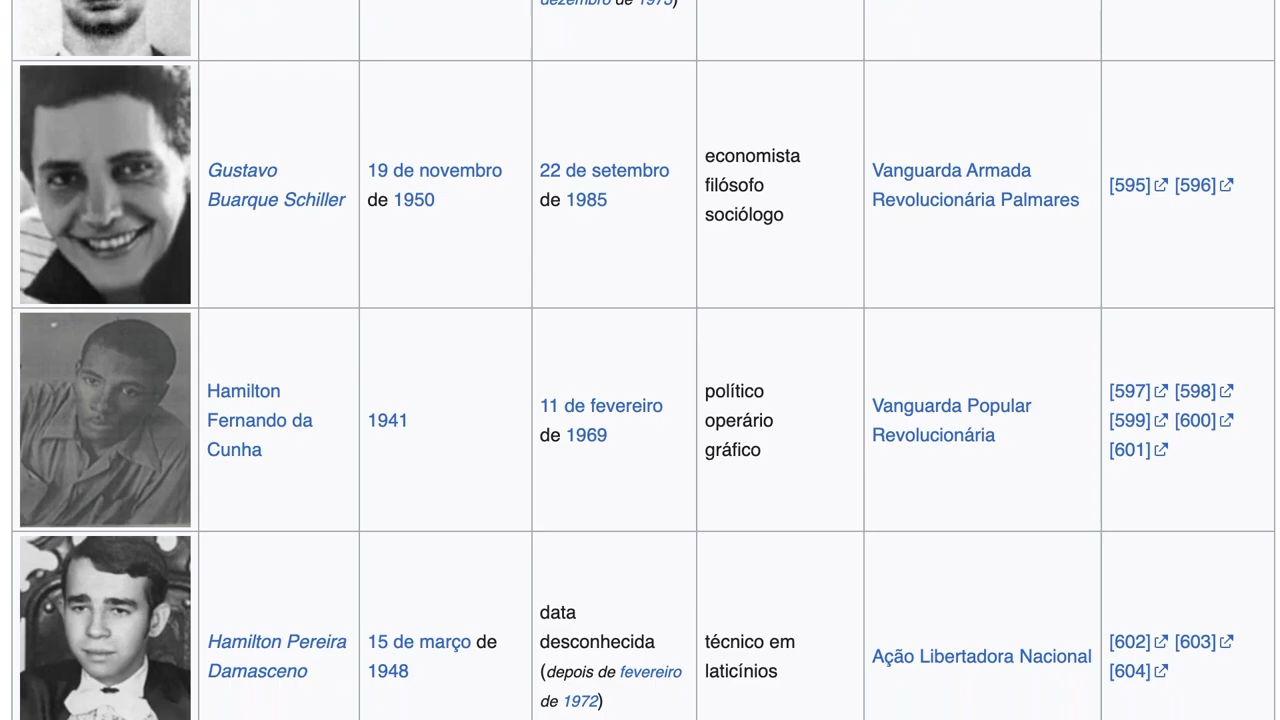 dezembro de 1973)
Gustavo
Buarque Schiller
19 de novembro
de 1950
22 de setembro
de 1985
economista
filósofo
sociólogo
Vanguarda Armada
Revolucionária Palmares
[595] [596]
Hamilton
Fernando da
Cunha
1941
11 de fevereiro
de 1969
político
operário
gráfico
Vanguarda Popular
Revolucionária
[597] [598]
[599] [600]
[601]
Hamilton Pereira
Damasceno
15 de março de
1948
data
desconhecida
(depois de fevereiro
de 1972)
técnico em
laticínios
Ação Libertadora Nacional
[602] [603]
[604]